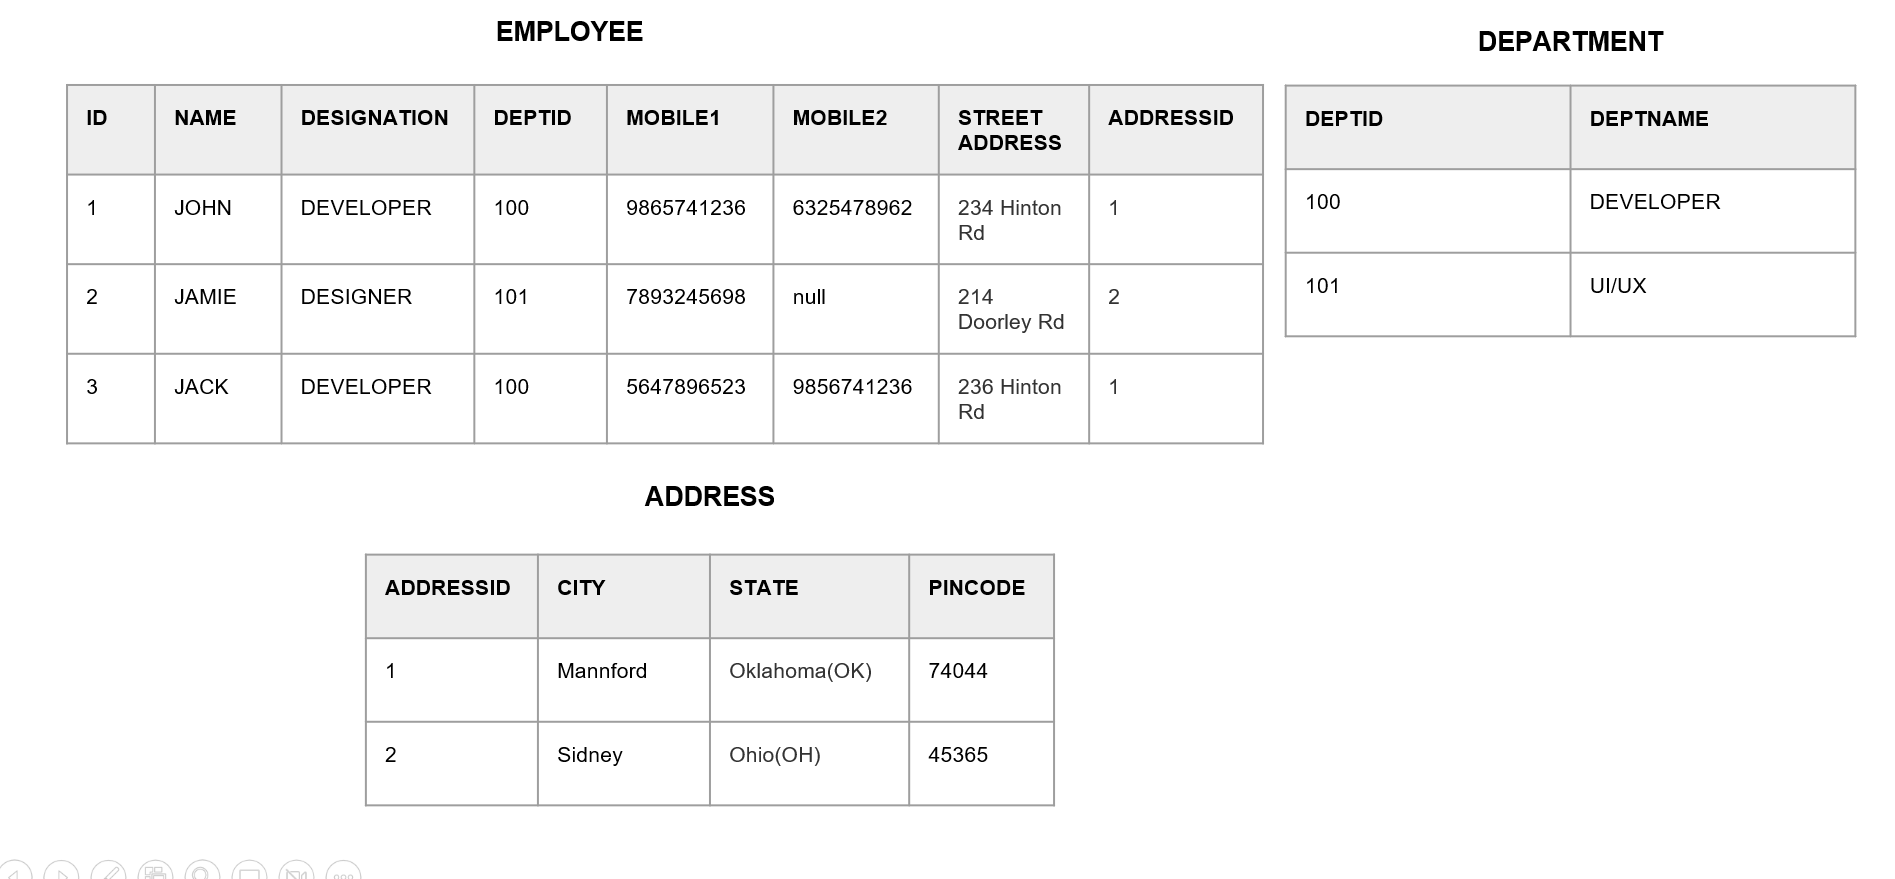 EMPLOYEE
ID NAME DESIGNATION DEPTID MOBILE1 MOBILE2 STREET ADDRESS ADDRESSID
1 JOHN DEVELOPER 100 9865741236 6325478962 234 Hinton Rd 1
2 JAMIE DESIGNER 101 7893245698 null 214 Doorley Rd 2
3 JACK DEVELOPER 100 5647896523 9856741236 236 Hinton Rd 1
DEPARTMENT
DEPTID DEPTNAME
100 DEVELOPER
101 UI/UX
ADDRESS
ADDRESSID CITY STATE PINCODE
1 Mannford Oklahoma(OK) 74044
2 Sidney Ohio(OH) 45365